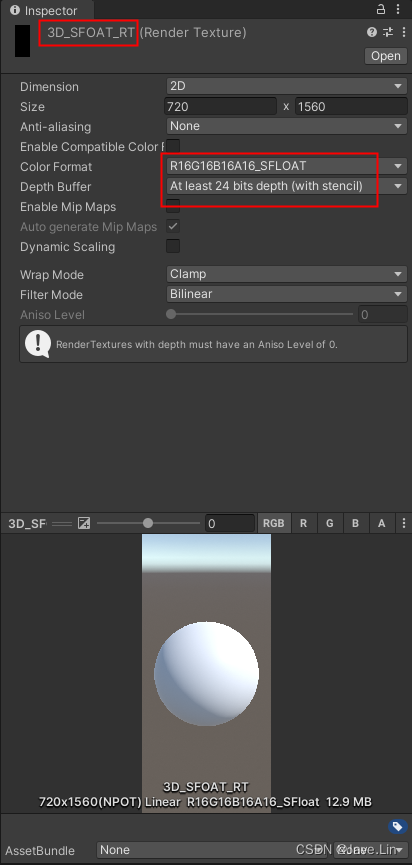 Inspector
3D_SFOAT_RT (Render Texture)
Open
Dimension 2D
Size 720 x 1560
Anti-aliasing None
Enable Compatible Color F
Color Format R16G16B16A16_SFLOAT
Depth Buffer At least 24 bits depth (with stencil)
Enable Mip Maps
Auto generate Mip Maps
Dynamic Scaling
Wrap Mode Clamp
Filter Mode Bilinear
Aniso Level 0
RenderTextures with depth must have an Aniso Level of 0.
3D_SF 0 RGB R G B A
3D_SFOAT_RT
720x1560(NPOT) Linear R16G16B16A16_SFloat 12.9 MB
AssetBundle None None
CSDN @Jave.Lin